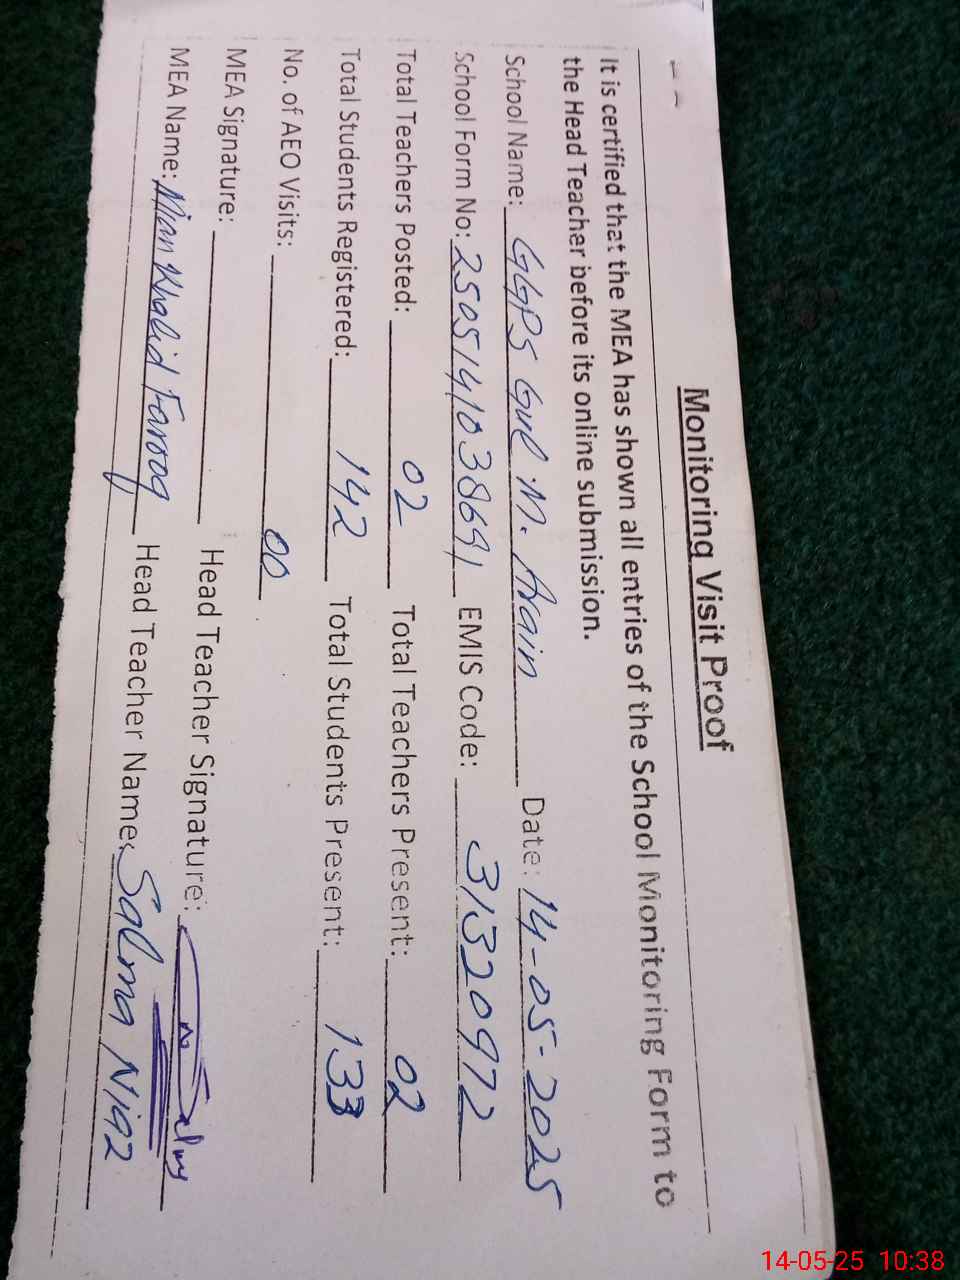 Monitoring Visit Proof
It is certified that the MEA has shown all entries of the School Monitoring Form to
the Head Teacher before its online submission.
School Name: GGPS Gul M. Arain Date: 14-05-2025
School Form No: 2505141038691 EMIS Code: 31320972
Total Teachers Posted: 02 Total Teachers Present: 02
Total Students Registered: 142 Total Students Present: 133
No. of AEO Visits: 00
MEA Signature: Head Teacher Signature:
MEA Name: Mian Khalid Farooq Head Teacher Name: Salma Niaz
14-05-25 10:38